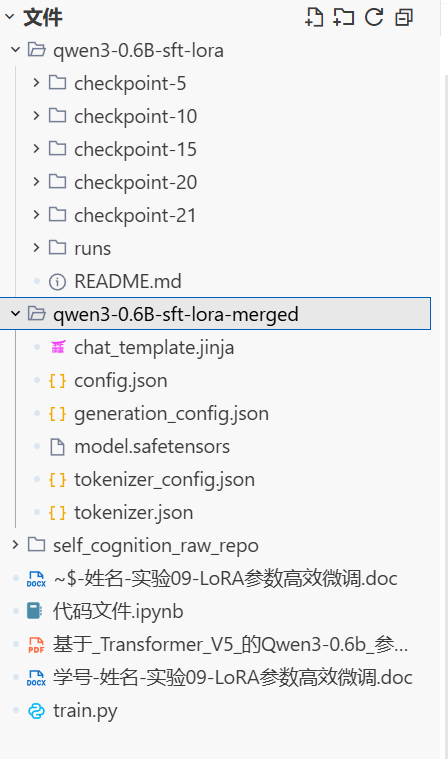 文件
qwen3-0.6B-sft-lora
checkpoint-5
checkpoint-10
checkpoint-15
checkpoint-20
checkpoint-21
runs
README.md
qwen3-0.6B-sft-lora-merged
chat_template.jinja
config.json
generation_config.json
model.safetensors
tokenizer_config.json
tokenizer.json
self_cognition_raw_repo
~$-姓名-实验09-LoRA参数高效微调.doc
代码文件.ipynb
基于_Transformer_V5_的Qwen3-0.6b_参...
学号-姓名-实验09-LoRA参数高效微调.doc
train.py